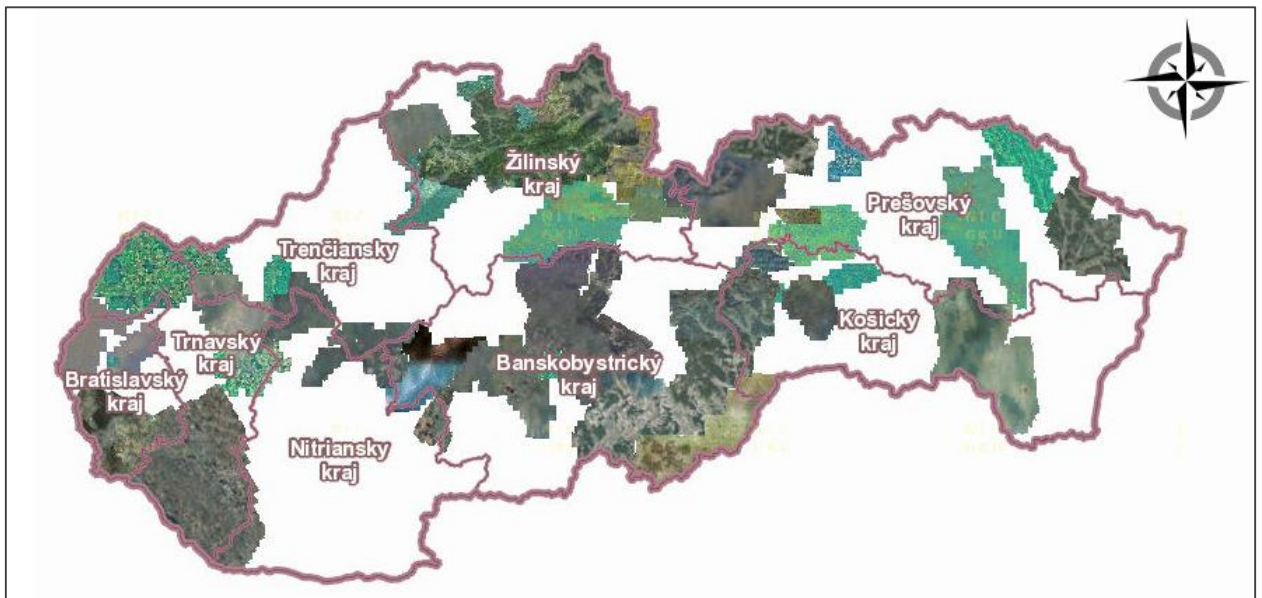 Žilinský
kraj
Prešovský
kraj
Trenčiansky
kraj
Košický
kraj
Trnavský
kraj
Banskobystrický
kraj
Bratislavský
kraj
Nitriansky
kraj